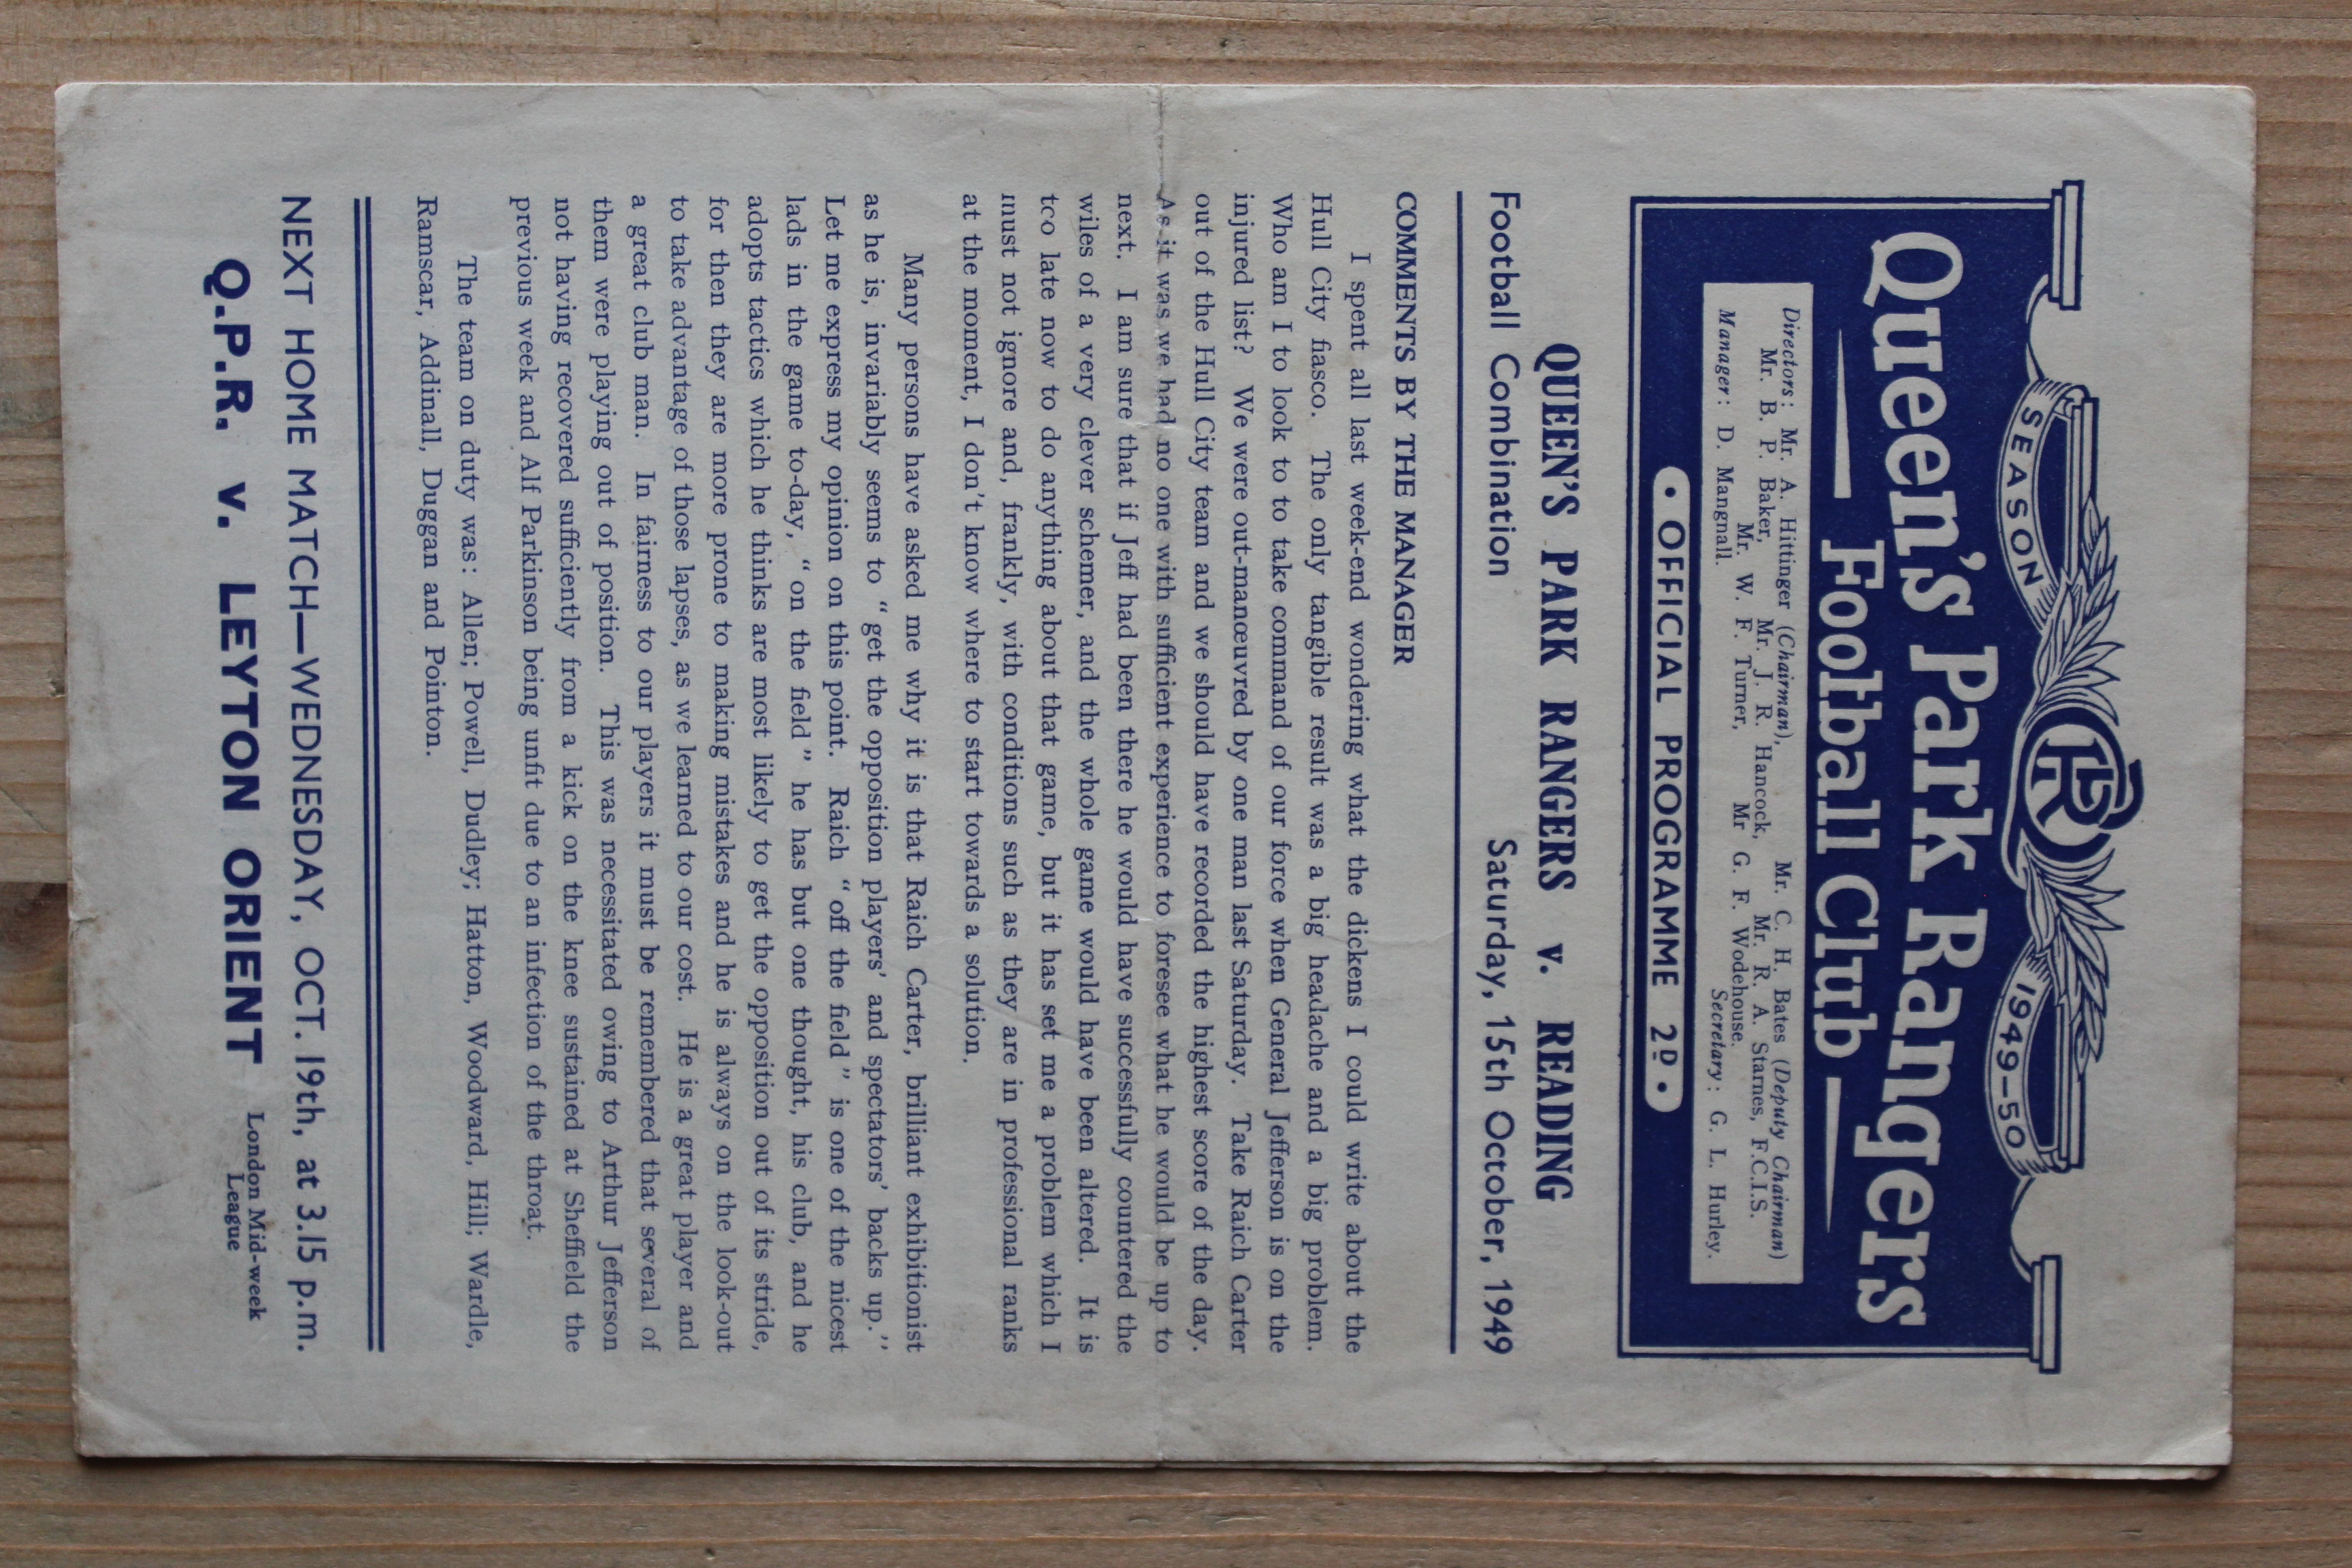 SEASON 1949-50
Queen's Park Rangers
Football Club
Directors: Mr. A. Hittinger (Chairman), Mr. C. H. Bates (Deputy Chairman)
Mr. B. P. Baker, Mr. J. R. Hancock, Mr. R. A. Starnes, F.C.I.S.
Mr. W. F. Turner, Mr G. F. Wodehouse.
Manager: D. Mangnall. Secretary: G. L. Hurley.
• OFFICIAL PROGRAMME 2D •
QUEEN'S PARK RANGERS v. READING
Football Combination Saturday, 15th October, 1949
COMMENTS BY THE MANAGER
I spent all last week-end wondering what the dickens I could write about the
Hull City fiasco. The only tangible result was a big headache and a big problem.
Who am I to look to to take command of our force when General Jefferson is on the
injured list? We were out-manœuvred by one man last Saturday. Take Raich Carter
out of the Hull City team and we should have recorded the highest score of the day.
As it was we had no one with sufficient experience to foresee what he would be up to
next. I am sure that if Jeff had been there he would have successfully countered the
wiles of a very clever schemer, and the whole game would have been altered. It is
too late now to do anything about that game, but it has set me a problem which I
must not ignore and, frankly, with conditions such as they are in professional ranks
at the moment, I don't know where to start towards a solution.
Many persons have asked me why it is that Raich Carter, brilliant exhibitionist
as he is, invariably seems to "get the opposition players' and spectators' backs up."
Let me express my opinion on this point. Raich "off the field" is one of the nicest
lads in the game to-day, "on the field" he has but one thought, his club, and he
adopts tactics which he thinks are most likely to get the opposition out of its stride,
for then they are more prone to making mistakes and he is always on the look-out
to take advantage of those lapses, as we learned to our cost. He is a great player and
a great club man. In fairness to our players it must be remembered that several of
them were playing out of position. This was necessitated owing to Arthur Jefferson
not having recovered sufficiently from a kick on the knee sustained at Sheffield the
previous week and Alf Parkinson being unfit due to an infection of the throat.
The team on duty was: Allen; Powell, Dudley; Hatton, Woodward, Hill; Wardle,
Ramscar, Addinall, Duggan and Pointon.
NEXT HOME MATCH—WEDNESDAY, OCT. 19th, at 3.15 p.m.
Q.P.R. v. LEYTON ORIENT London Mid-week
League